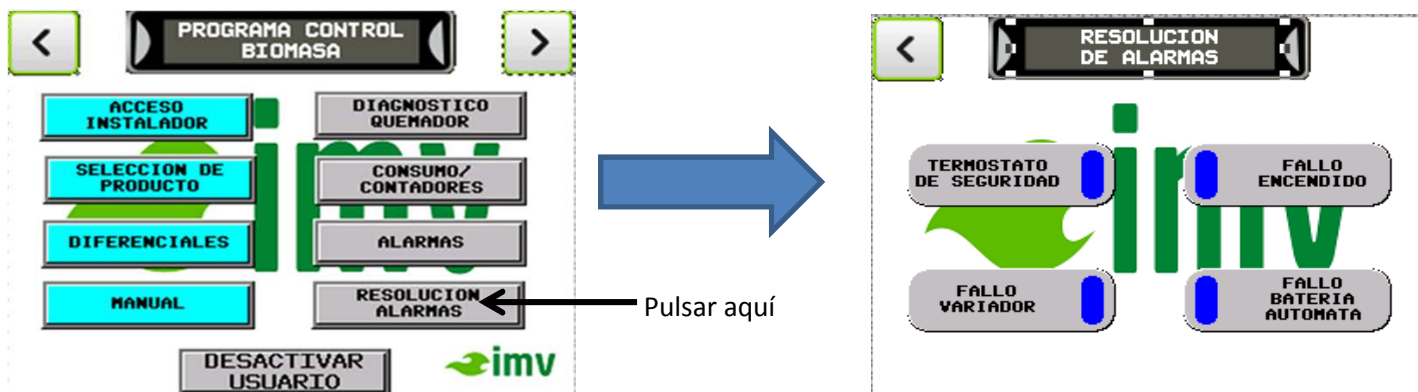 PROGRAMA CONTROL
BIOMASA
ACCESO
INSTALADOR
DIAGNOSTICO
QUEMADOR
SELECCION DE
PRODUCTO
CONSUMO/
CONTADORES
DIFERENCIALES
ALARMAS
MANUAL
RESOLUCION
ALARMAS
DESACTIVAR
USUARIO
imv
Pulsar aquí
RESOLUCION
DE ALARMAS
TERMOSTATO
DE SEGURIDAD
FALLO
ENCENDIDO
FALLO
VARIADOR
FALLO
BATERIA
AUTOMATA
imv